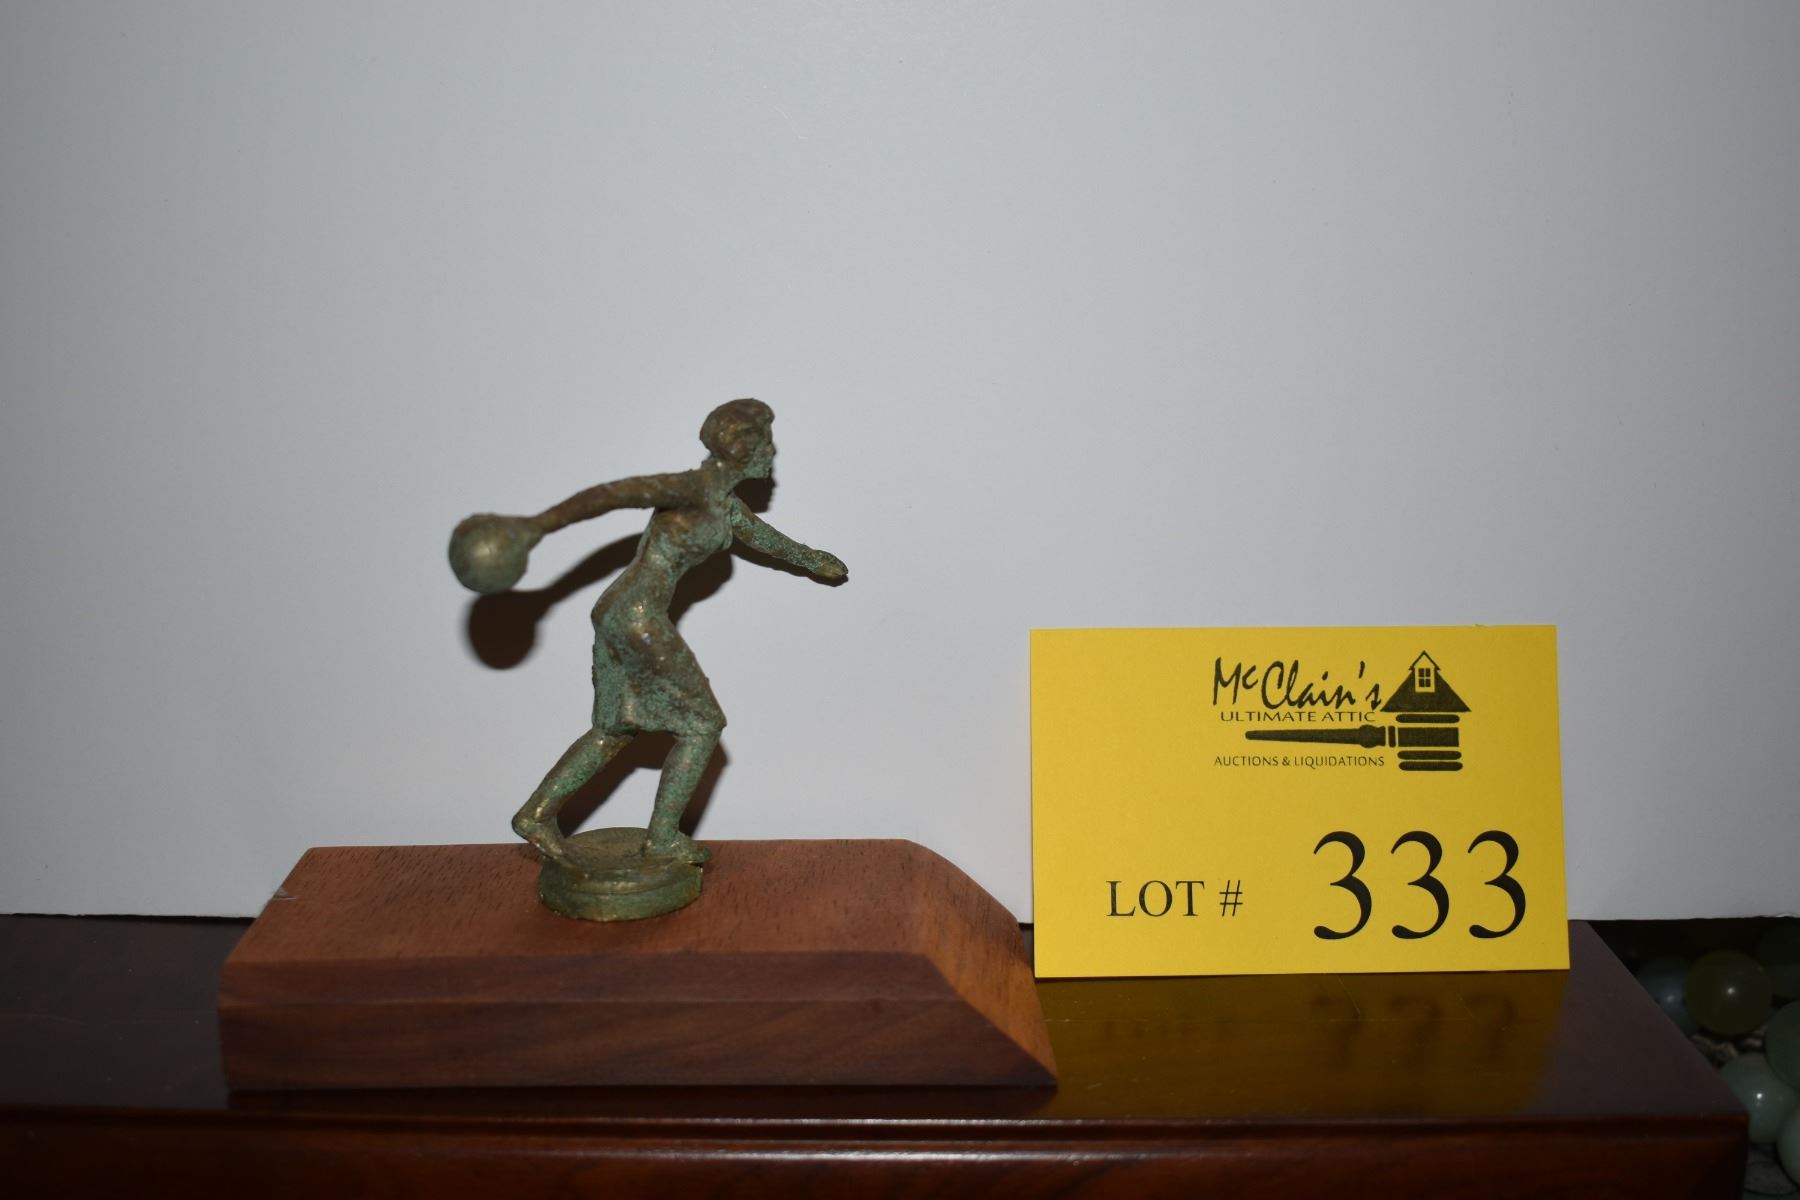 McClain's
ULTIMATE ATTIC
AUCTIONS & LIQUIDATIONS
LOT # 333